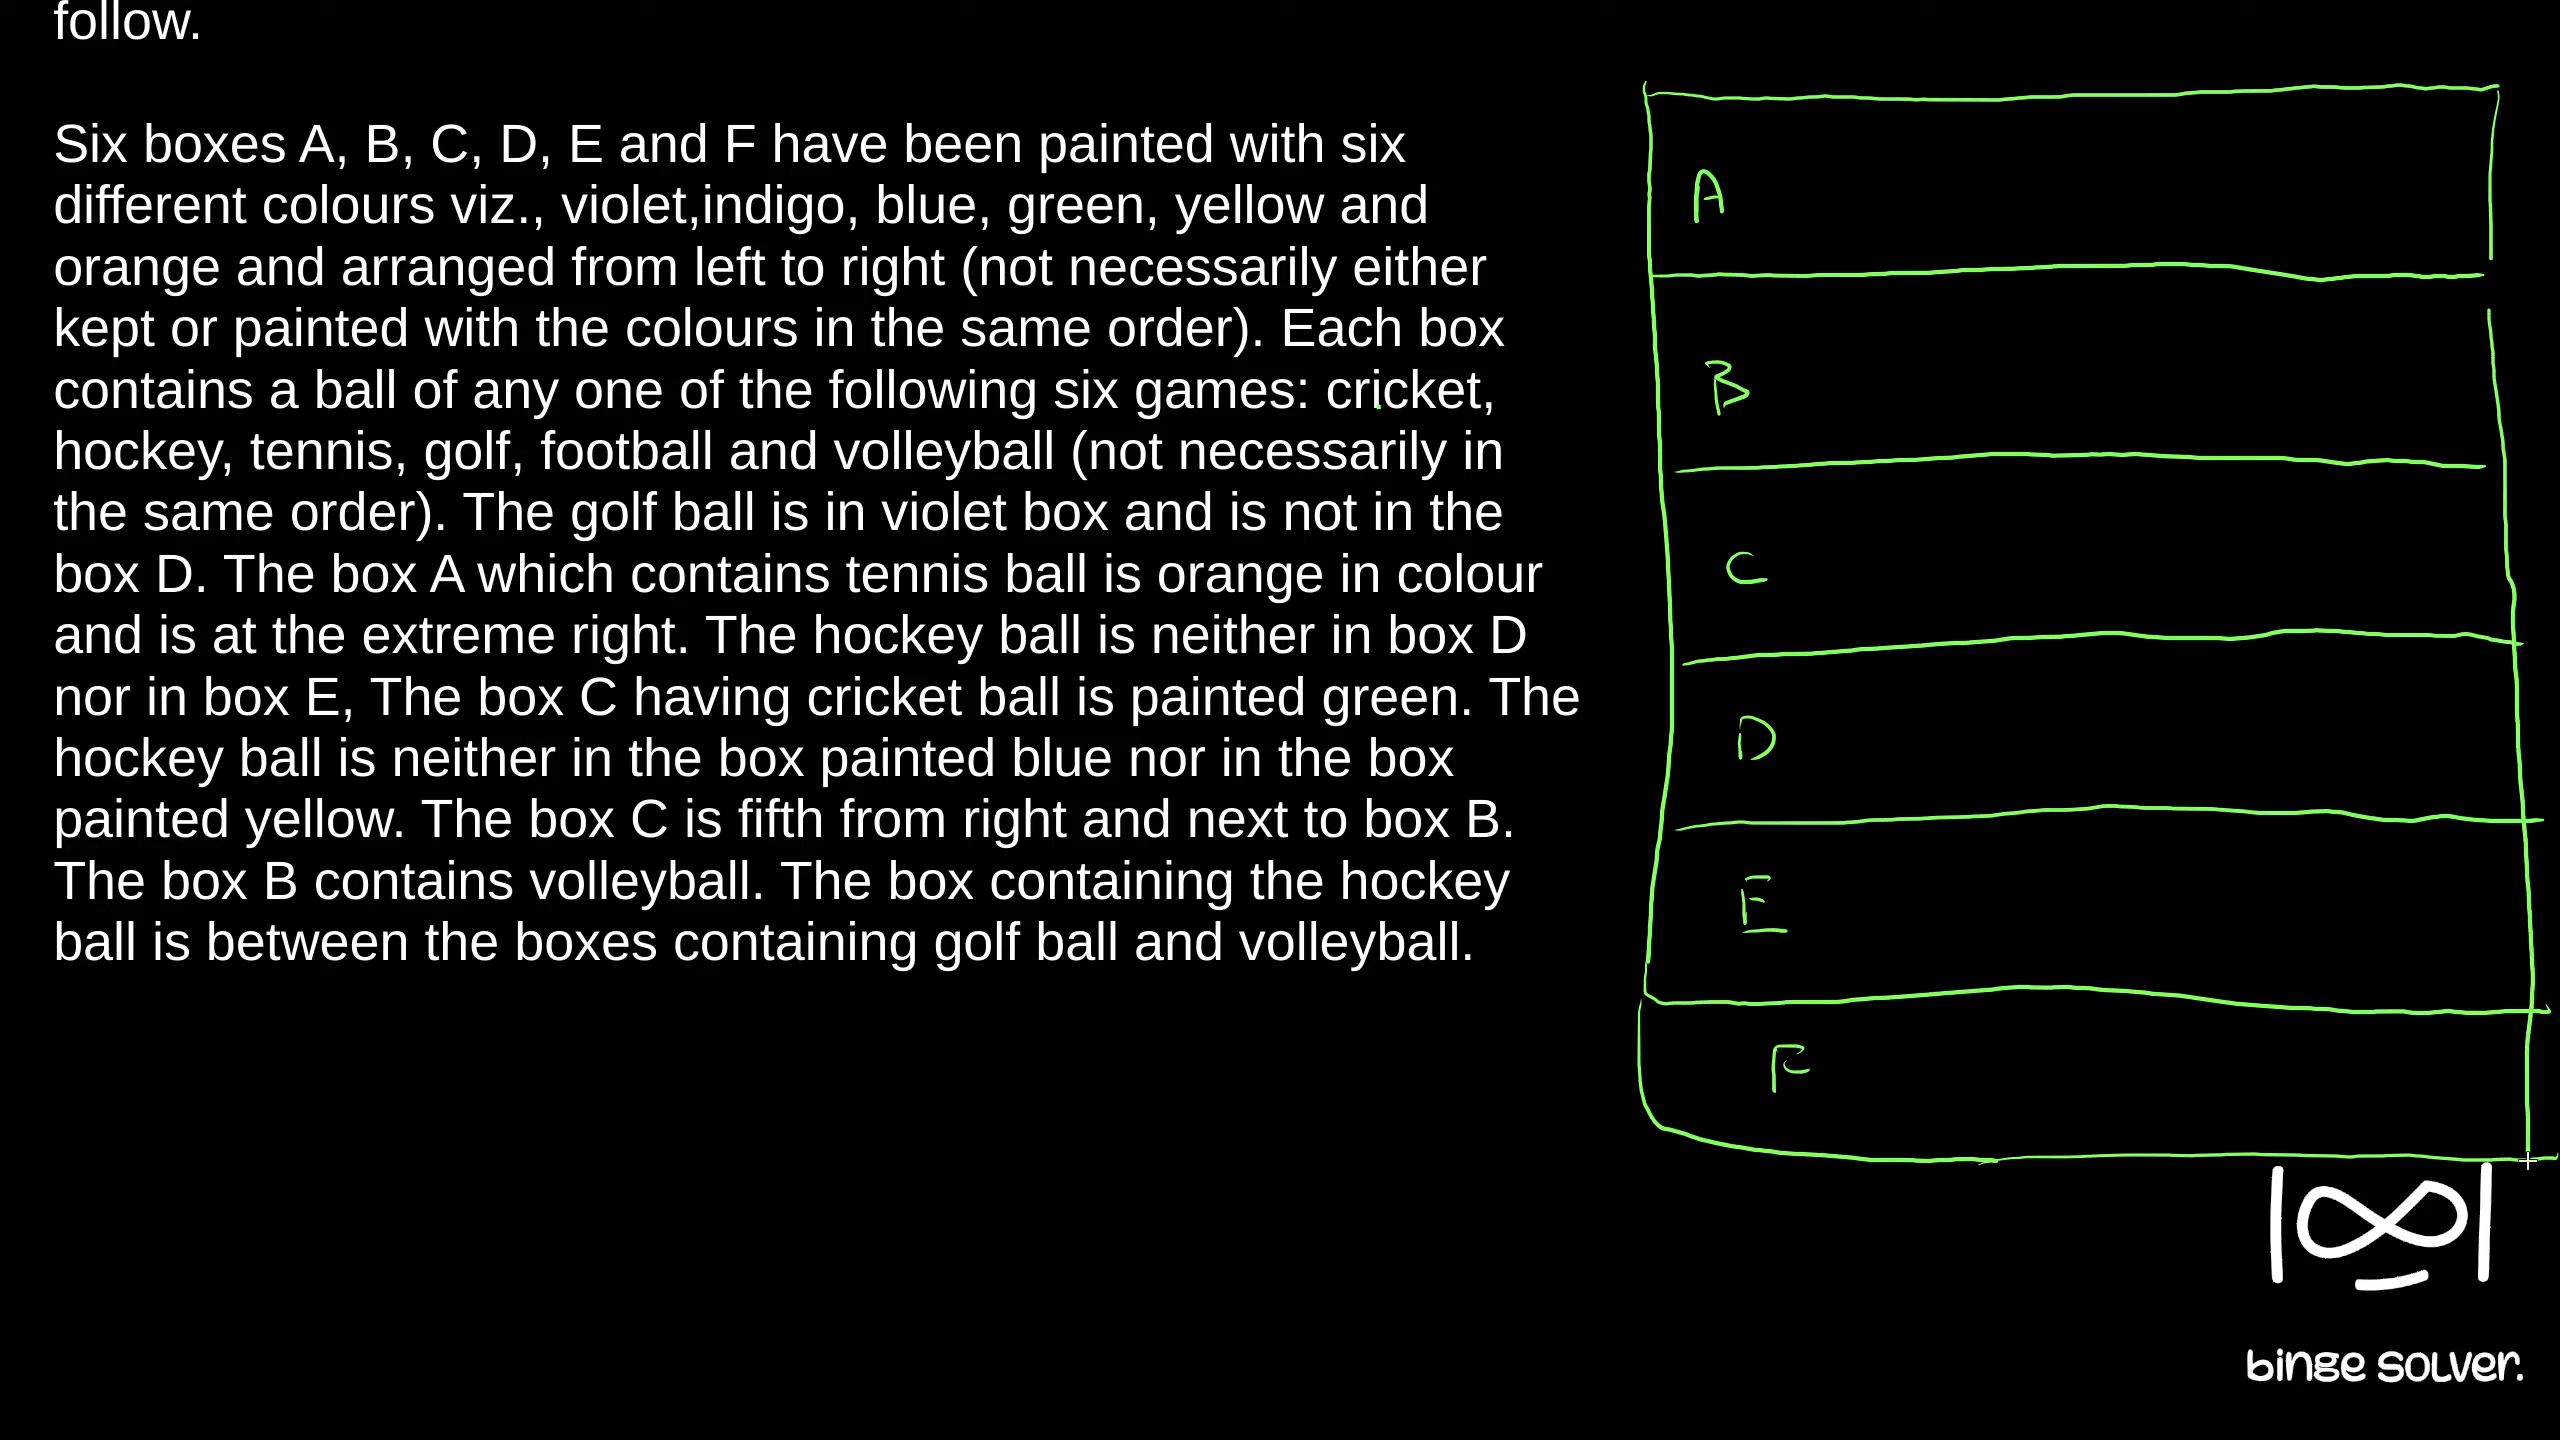 follow.
Six boxes A, B, C, D, E and F have been painted with six
different colours viz., violet,indigo, blue, green, yellow and
orange and arranged from left to right (not necessarily either
kept or painted with the colours in the same order). Each box
contains a ball of any one of the following six games: cricket,
hockey, tennis, golf, football and volleyball (not necessarily in
the same order). The golf ball is in violet box and is not in the
box D. The box A which contains tennis ball is orange in colour
and is at the extreme right. The hockey ball is neither in box D
nor in box E, The box C having cricket ball is painted green. The
hockey ball is neither in the box painted blue nor in the box
painted yellow. The box C is fifth from right and next to box B.
The box B contains volleyball. The box containing the hockey
ball is between the boxes containing golf ball and volleyball.
A
B
C
D
E
F
binge solver.